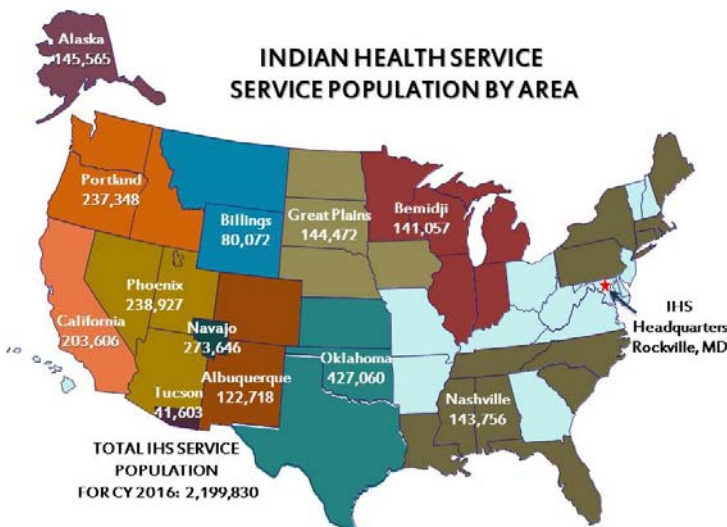 Alaska
145,565
INDIAN HEALTH SERVICE
SERVICE POPULATION BY AREA
Portland
237,348
Billings
80,072
Great Plains
144,472
Bemidji
141,057
Phoenix
238,927
California
203,606
Navajo
273,646
Oklahoma
427,060
Albuquerque
122,718
Tucson
41,603
Nashville
143,756
IHS
Headquarters
Rockville, MD
TOTAL IHS SERVICE
POPULATION
FOR CY 2016: 2,199,830